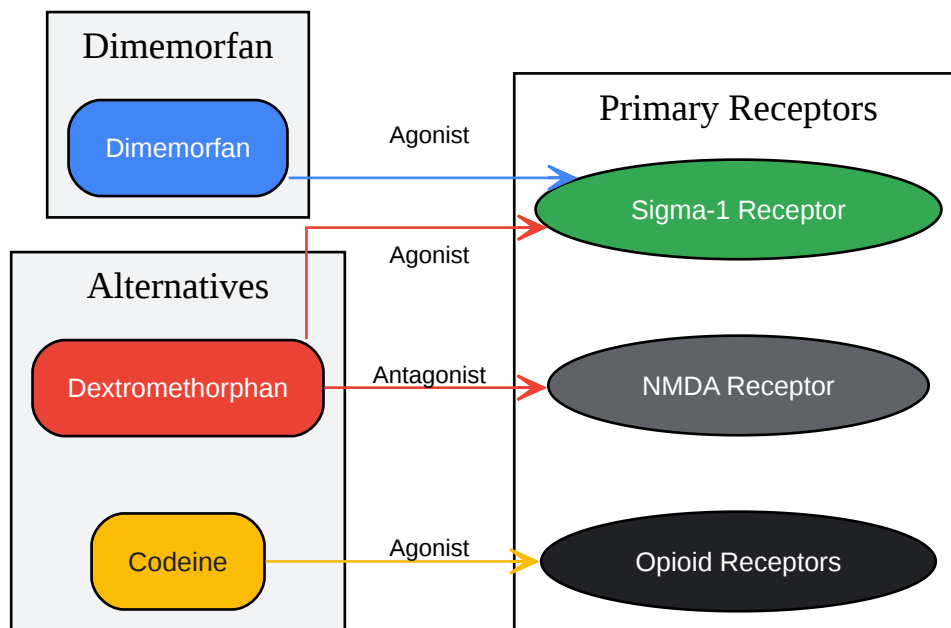 Dimemorfan
Dimemorfan
Agonist
Primary Receptors
Sigma-1 Receptor
Agonist
Alternatives
Dextromethorphan
Antagonist
NMDA Receptor
Codeine
Agonist
Opioid Receptors